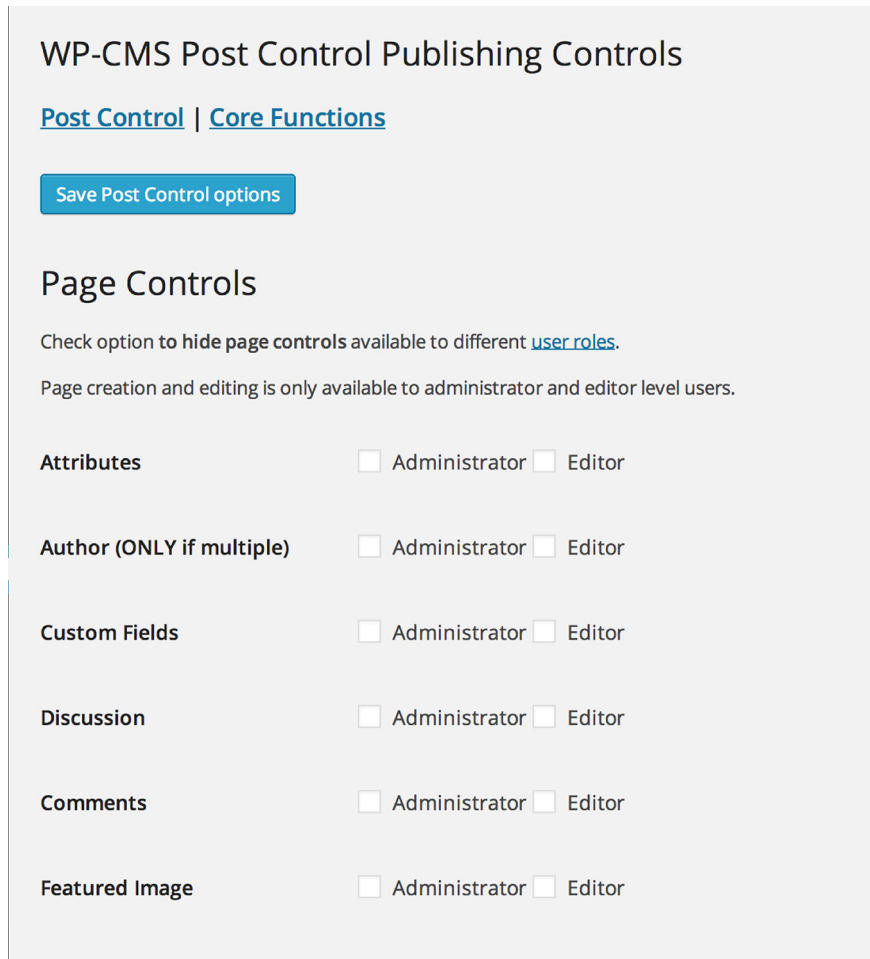 WP-CMS Post Control Publishing Controls
Post Control | Core Functions
Save Post Control options
Page Controls
Check option to hide page controls available to different user roles.
Page creation and editing is only available to administrator and editor level users.
Attributes Administrator Editor
Author (ONLY if multiple) Administrator Editor
Custom Fields Administrator Editor
Discussion Administrator Editor
Comments Administrator Editor
Featured Image Administrator Editor